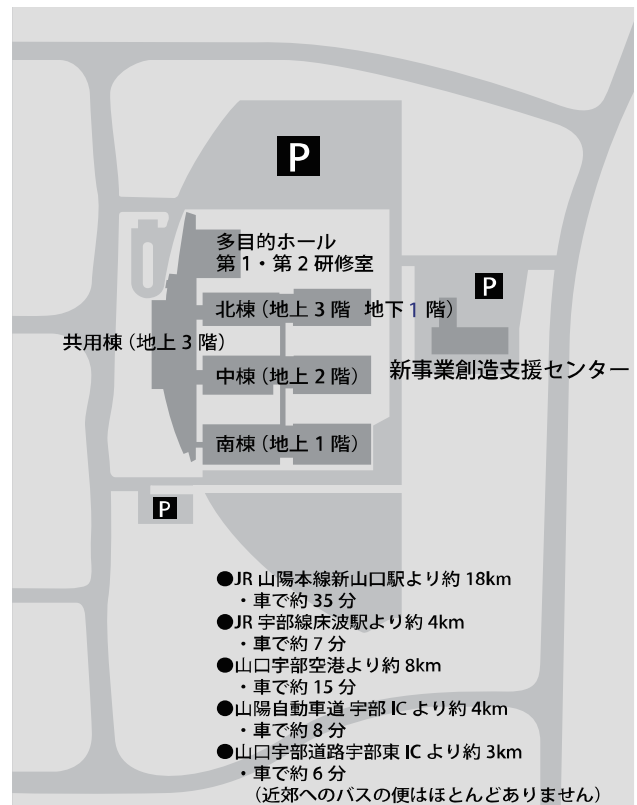 P
多目的ホール
第1・第2研修室
P
北棟（地上3階 地下1階）
共用棟（地上3階）
新事業創造支援センター
中棟（地上2階）
南棟（地上1階）
P
●JR山陽本線新山口駅より約18km
・車で約35分
●JR宇部線床波駅より約4km
・車で約7分
●山口宇部空港より約8km
・車で約15分
●山陽自動車道 宇部ICより約4km
・車で約8分
●山口宇部道路宇部東ICより約3km
・車で約6分
（近郊へのバスの便はほとんどありません）